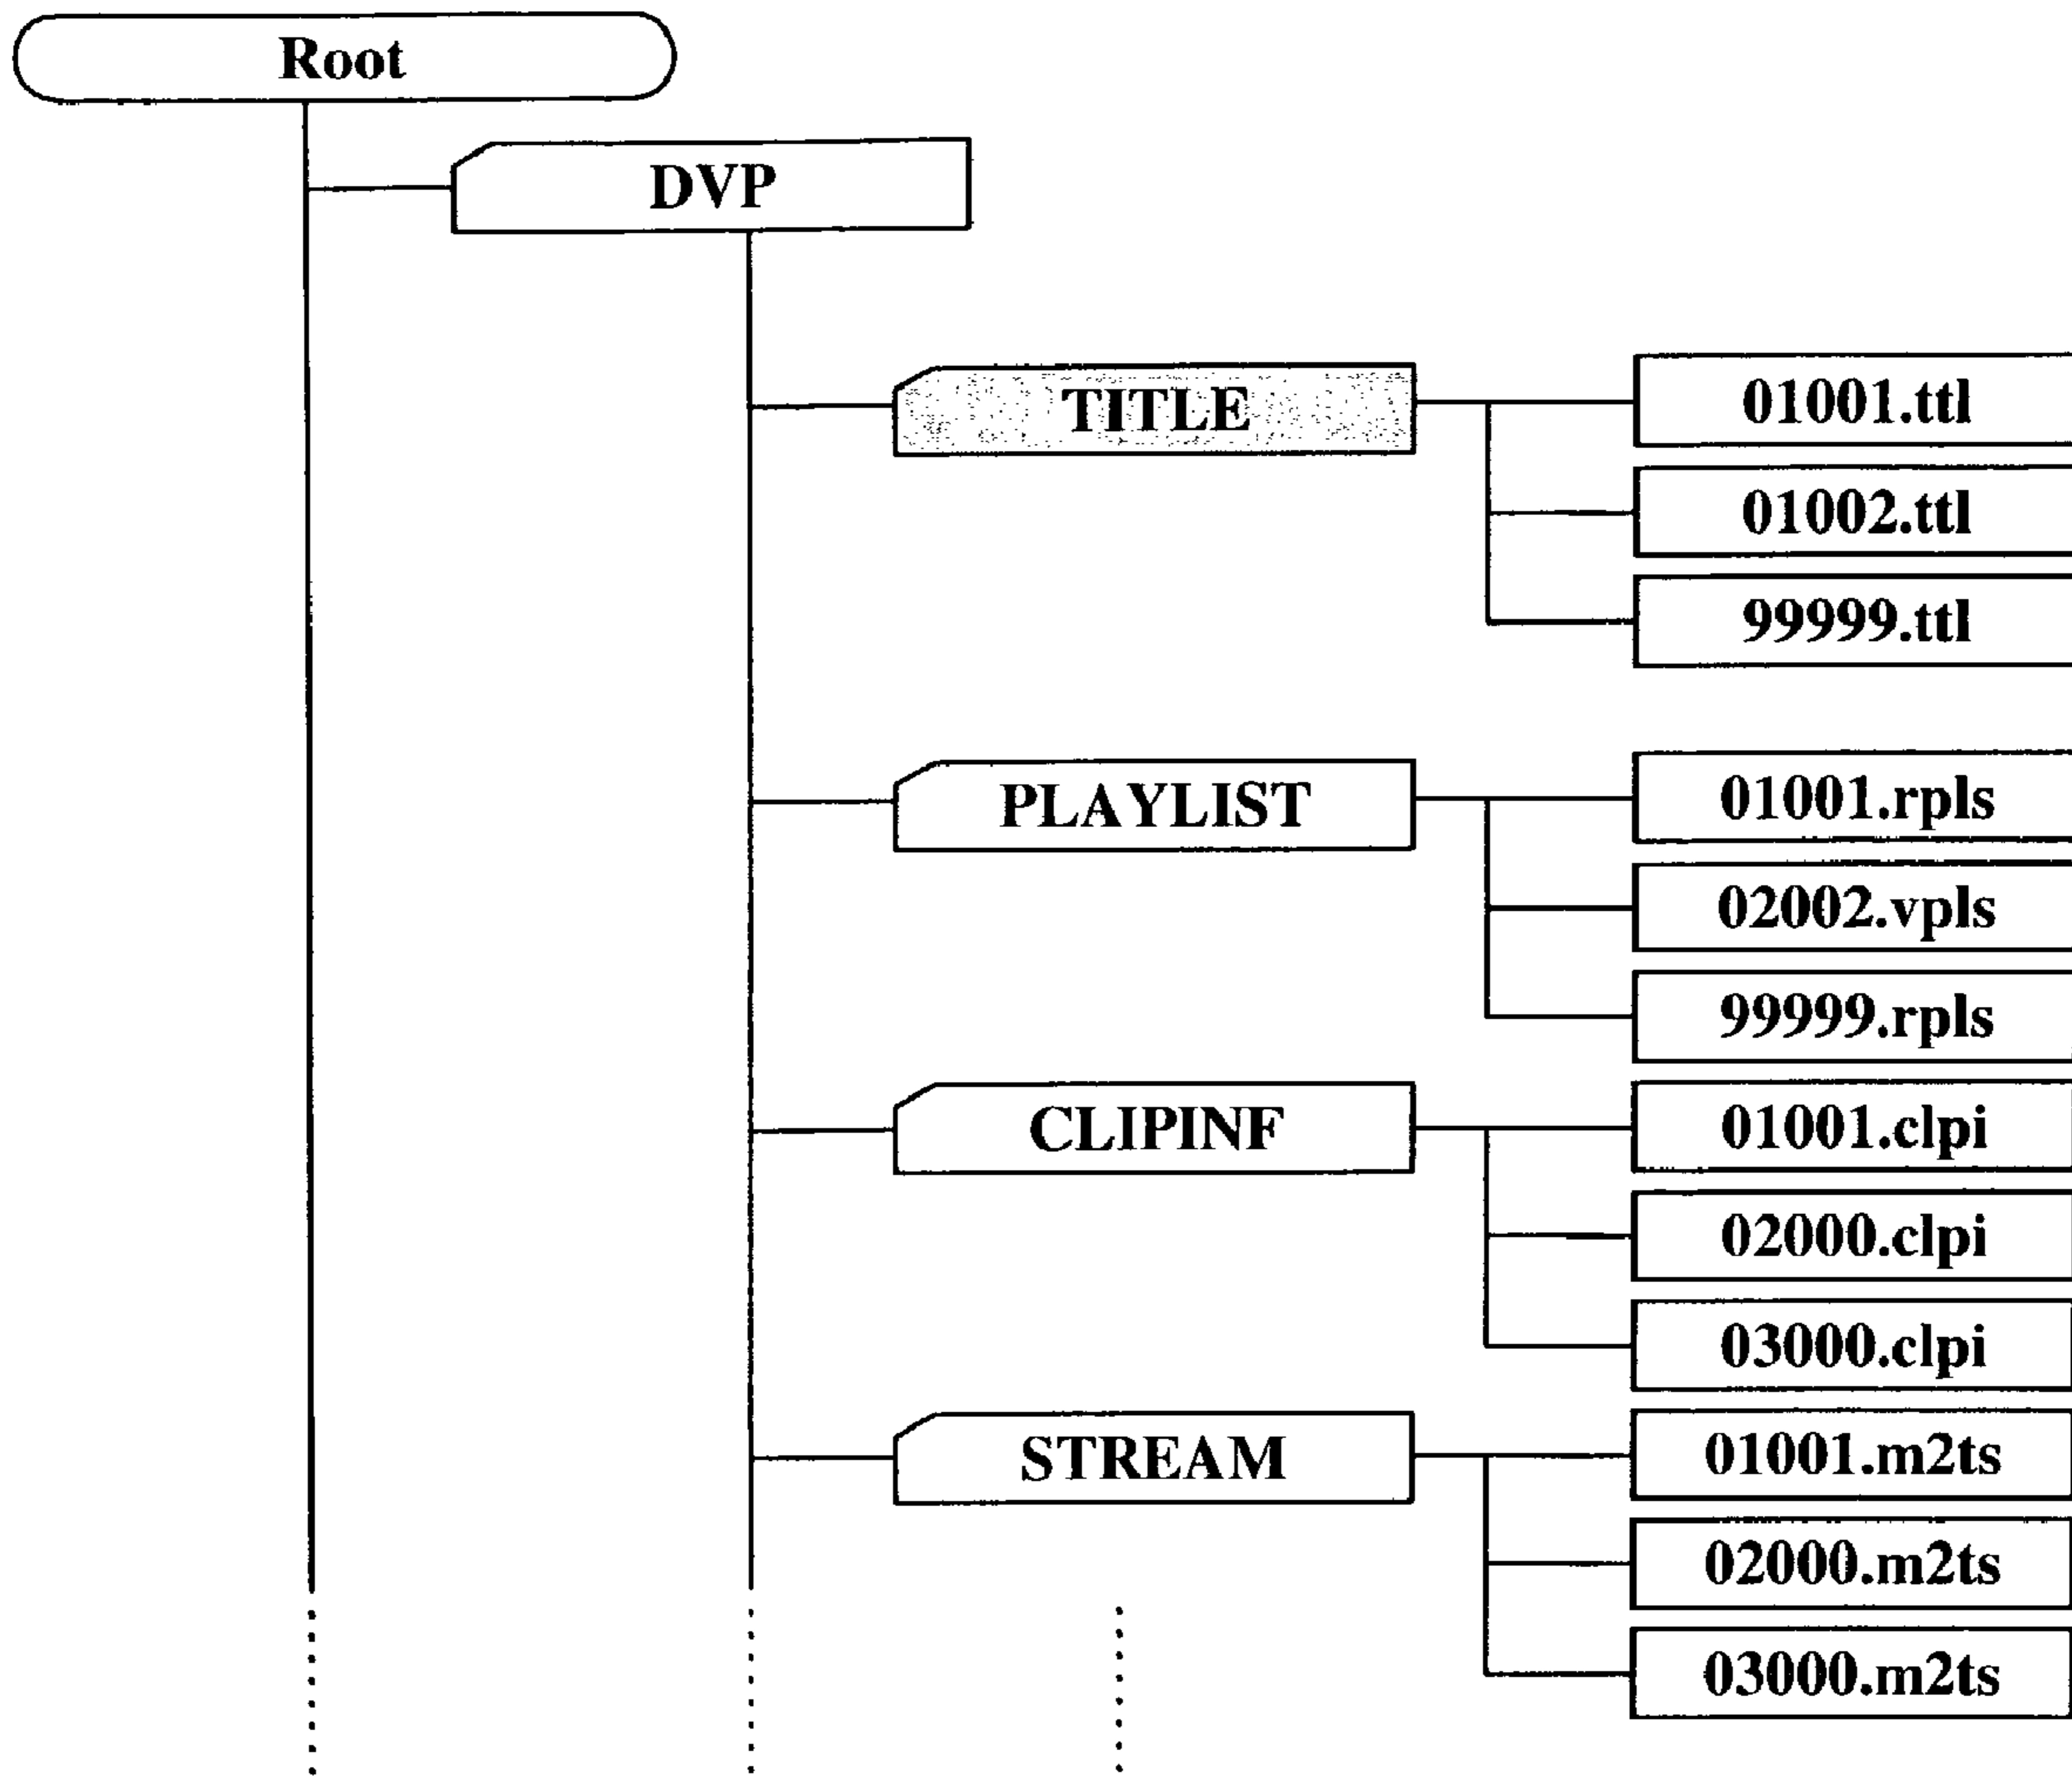 Root
DVP
TITLE
01001.ttl
01002.ttl
99999.ttl
PLAYLIST
01001.rpls
02002.vpls
99999.rpls
CLIPINF
01001.clpi
02000.clpi
03000.clpi
STREAM
01001.m2ts
02000.m2ts
03000.m2ts